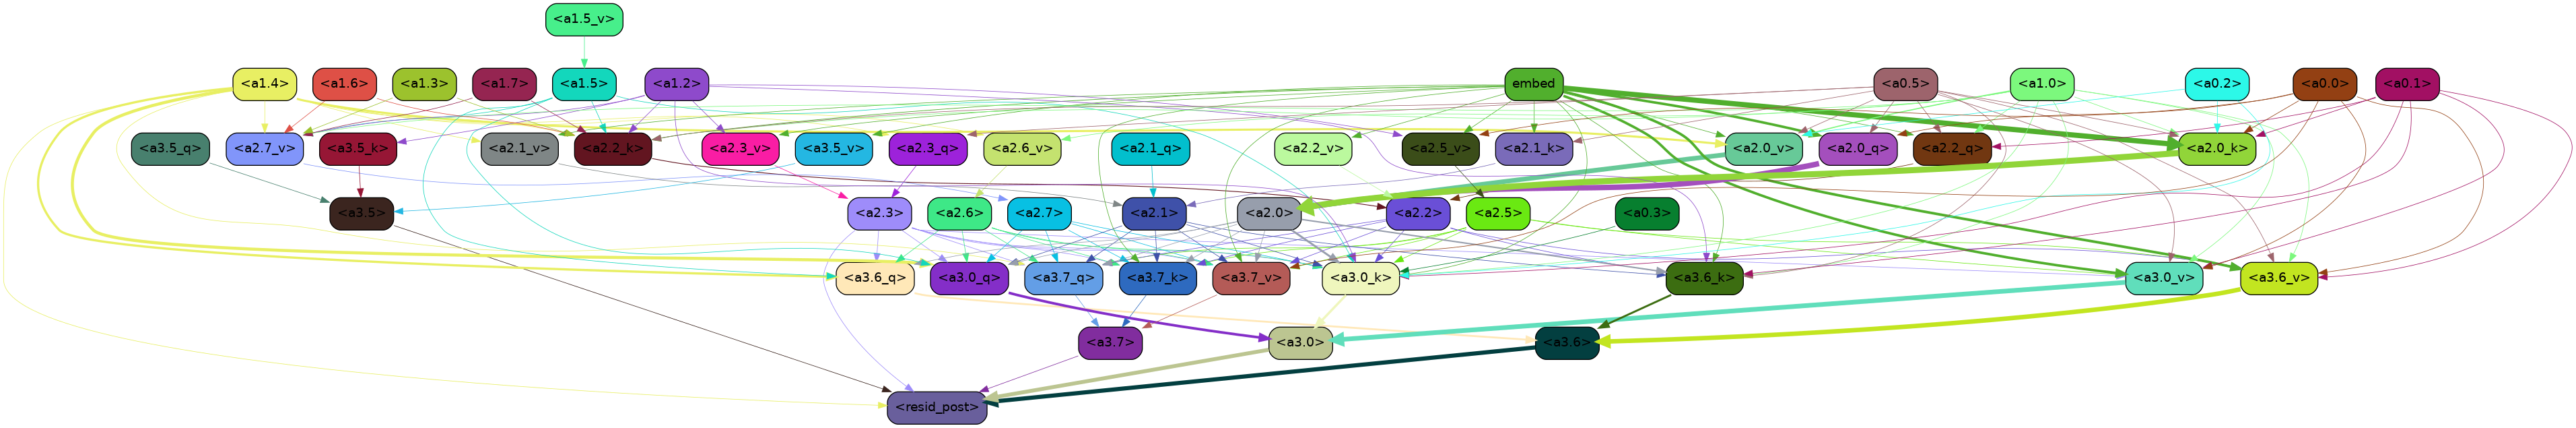 <a1.5_v>
<a1.4> <a1.6> <a1.3> <a1.7> <a1.5> <a1.2> embed <a0.5> <a1.0> <a0.2> <a0.0> <a0.1>
<a3.5_q> <a2.7_v> <a3.5_k> <a2.1_v> <a2.2_k> <a2.3_v> <a3.5_v> <a2.3_q> <a2.6_v> <a2.1_q> <a2.2_v> <a2.5_v> <a2.1_k> <a2.0_v> <a2.0_q> <a2.2_q> <a2.0_k>
<a3.5> <a2.3> <a2.6> <a2.7> <a2.1> <a2.0> <a2.2> <a2.5> <a0.3>
<a3.6_q> <a3.0_q> <a3.7_q> <a3.7_k> <a3.7_v> <a3.0_k> <a3.6_k> <a3.0_v> <a3.6_v>
<a3.7> <a3.0> <a3.6>
<resid_post>